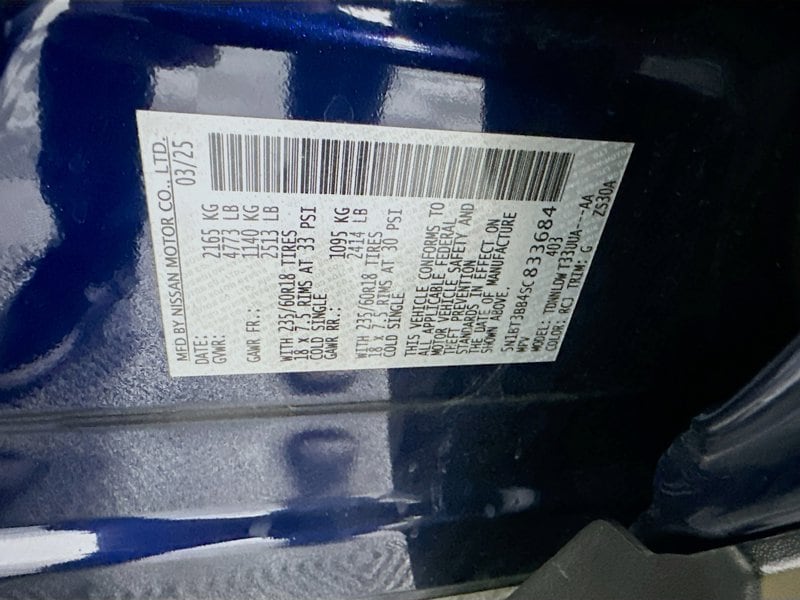 MFD BY NISSAN MOTOR CO., LTD.
DATE: 03/25
GVWR: 2165 KG
4773 LB
GAWR FR.: 1140 KG
2513 LB
WITH 235/60R18 TIRES
18 X 7.5 RIMS AT 33 PSI
COLD SINGLE
GAWR RR.: 1095 KG
2414 LB
WITH 235/60R18 TIRES
18 X 7.5 RIMS AT 30 PSI
COLD SINGLE
THIS VEHICLE CONFORMS TO
ALL APPLICABLE FEDERAL
MOTOR VEHICLE SAFETY AND
THEFT PREVENTION
STANDARDS IN EFFECT ON
THE DATE OF MANUFACTURE
SHOWN ABOVE.
5N1BT3BB4SC833684
MPV 403
MODEL: TDWNLDWT33UUA---AA
COLOR: RCJ TRIM: G ZS30A